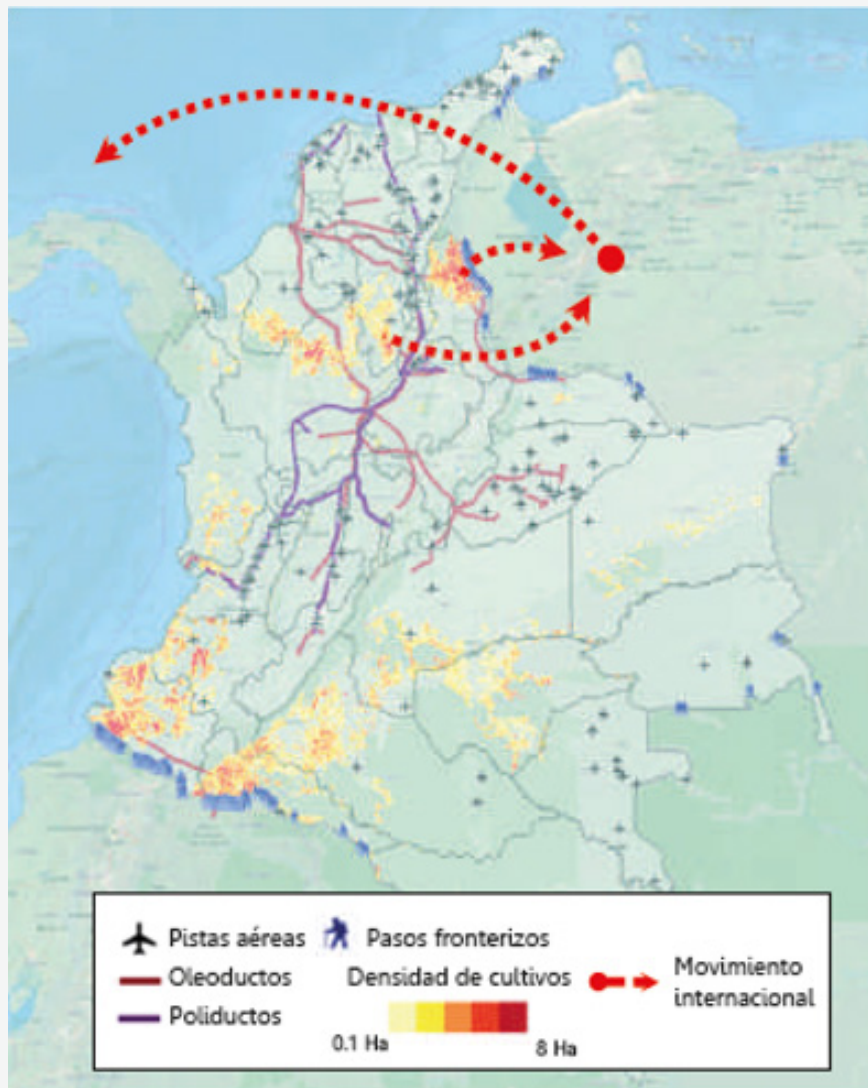 Pistas aéreas
Pasos fronterizos
Oleoductos
Densidad de cultivos
Movimiento
internacional
Poliductos
0.1 Ha
8 Ha